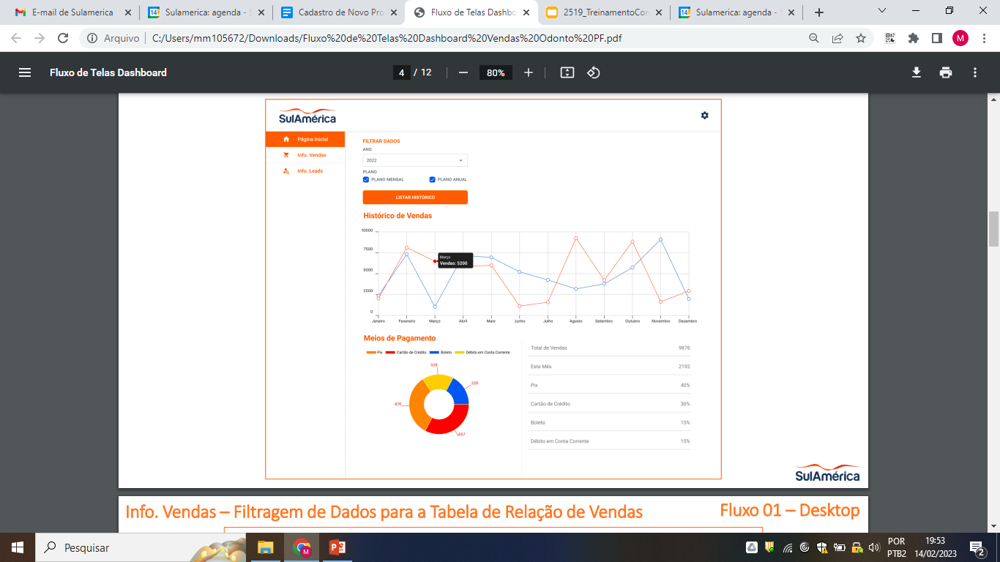 E-mail de Sulamerica
Sulamerica: agenda - S
Cadastro de Novo Pro
Fluxo de Telas Dashbo
2519_TreinamentoCor
Sulamerica: agenda - S
Arquivo
C:/Users/mm105672/Downloads/Fluxo%20de%20Telas%20Dashboard%20Vendas%20Odonto%20PF.pdf
M
Fluxo de Telas Dashboard
4 / 12
80%
SulAmérica
Página Inicial
Info. Vendas
Info. Leads
FILTRAR DADOS
ANO
2022
PLANO
PLANO MENSAL
PLANO ANUAL
LISTAR HISTÓRICO
Histórico de Vendas
10000
7500
5000
2500
0
Março
Vendas: 5200
Janeiro Fevereiro Março Abril Maio Junho Julho Agosto Setembro Outubro Novembro Dezembro
Meios de Pagamento
Pix Cartão de Crédito Boleto Débito em Conta Corrente
328
328
876
657
Total de Vendas 9876
Este Mês 2192
Pix 40%
Cartão de Crédito 30%
Boleto 15%
Débito em Conta Corrente 15%
SulAmérica
Info. Vendas – Filtragem de Dados para a Tabela de Relação de Vendas
Fluxo 01 – Desktop
Pesquisar
M
POR
PTB2
19:53
14/02/2023
2